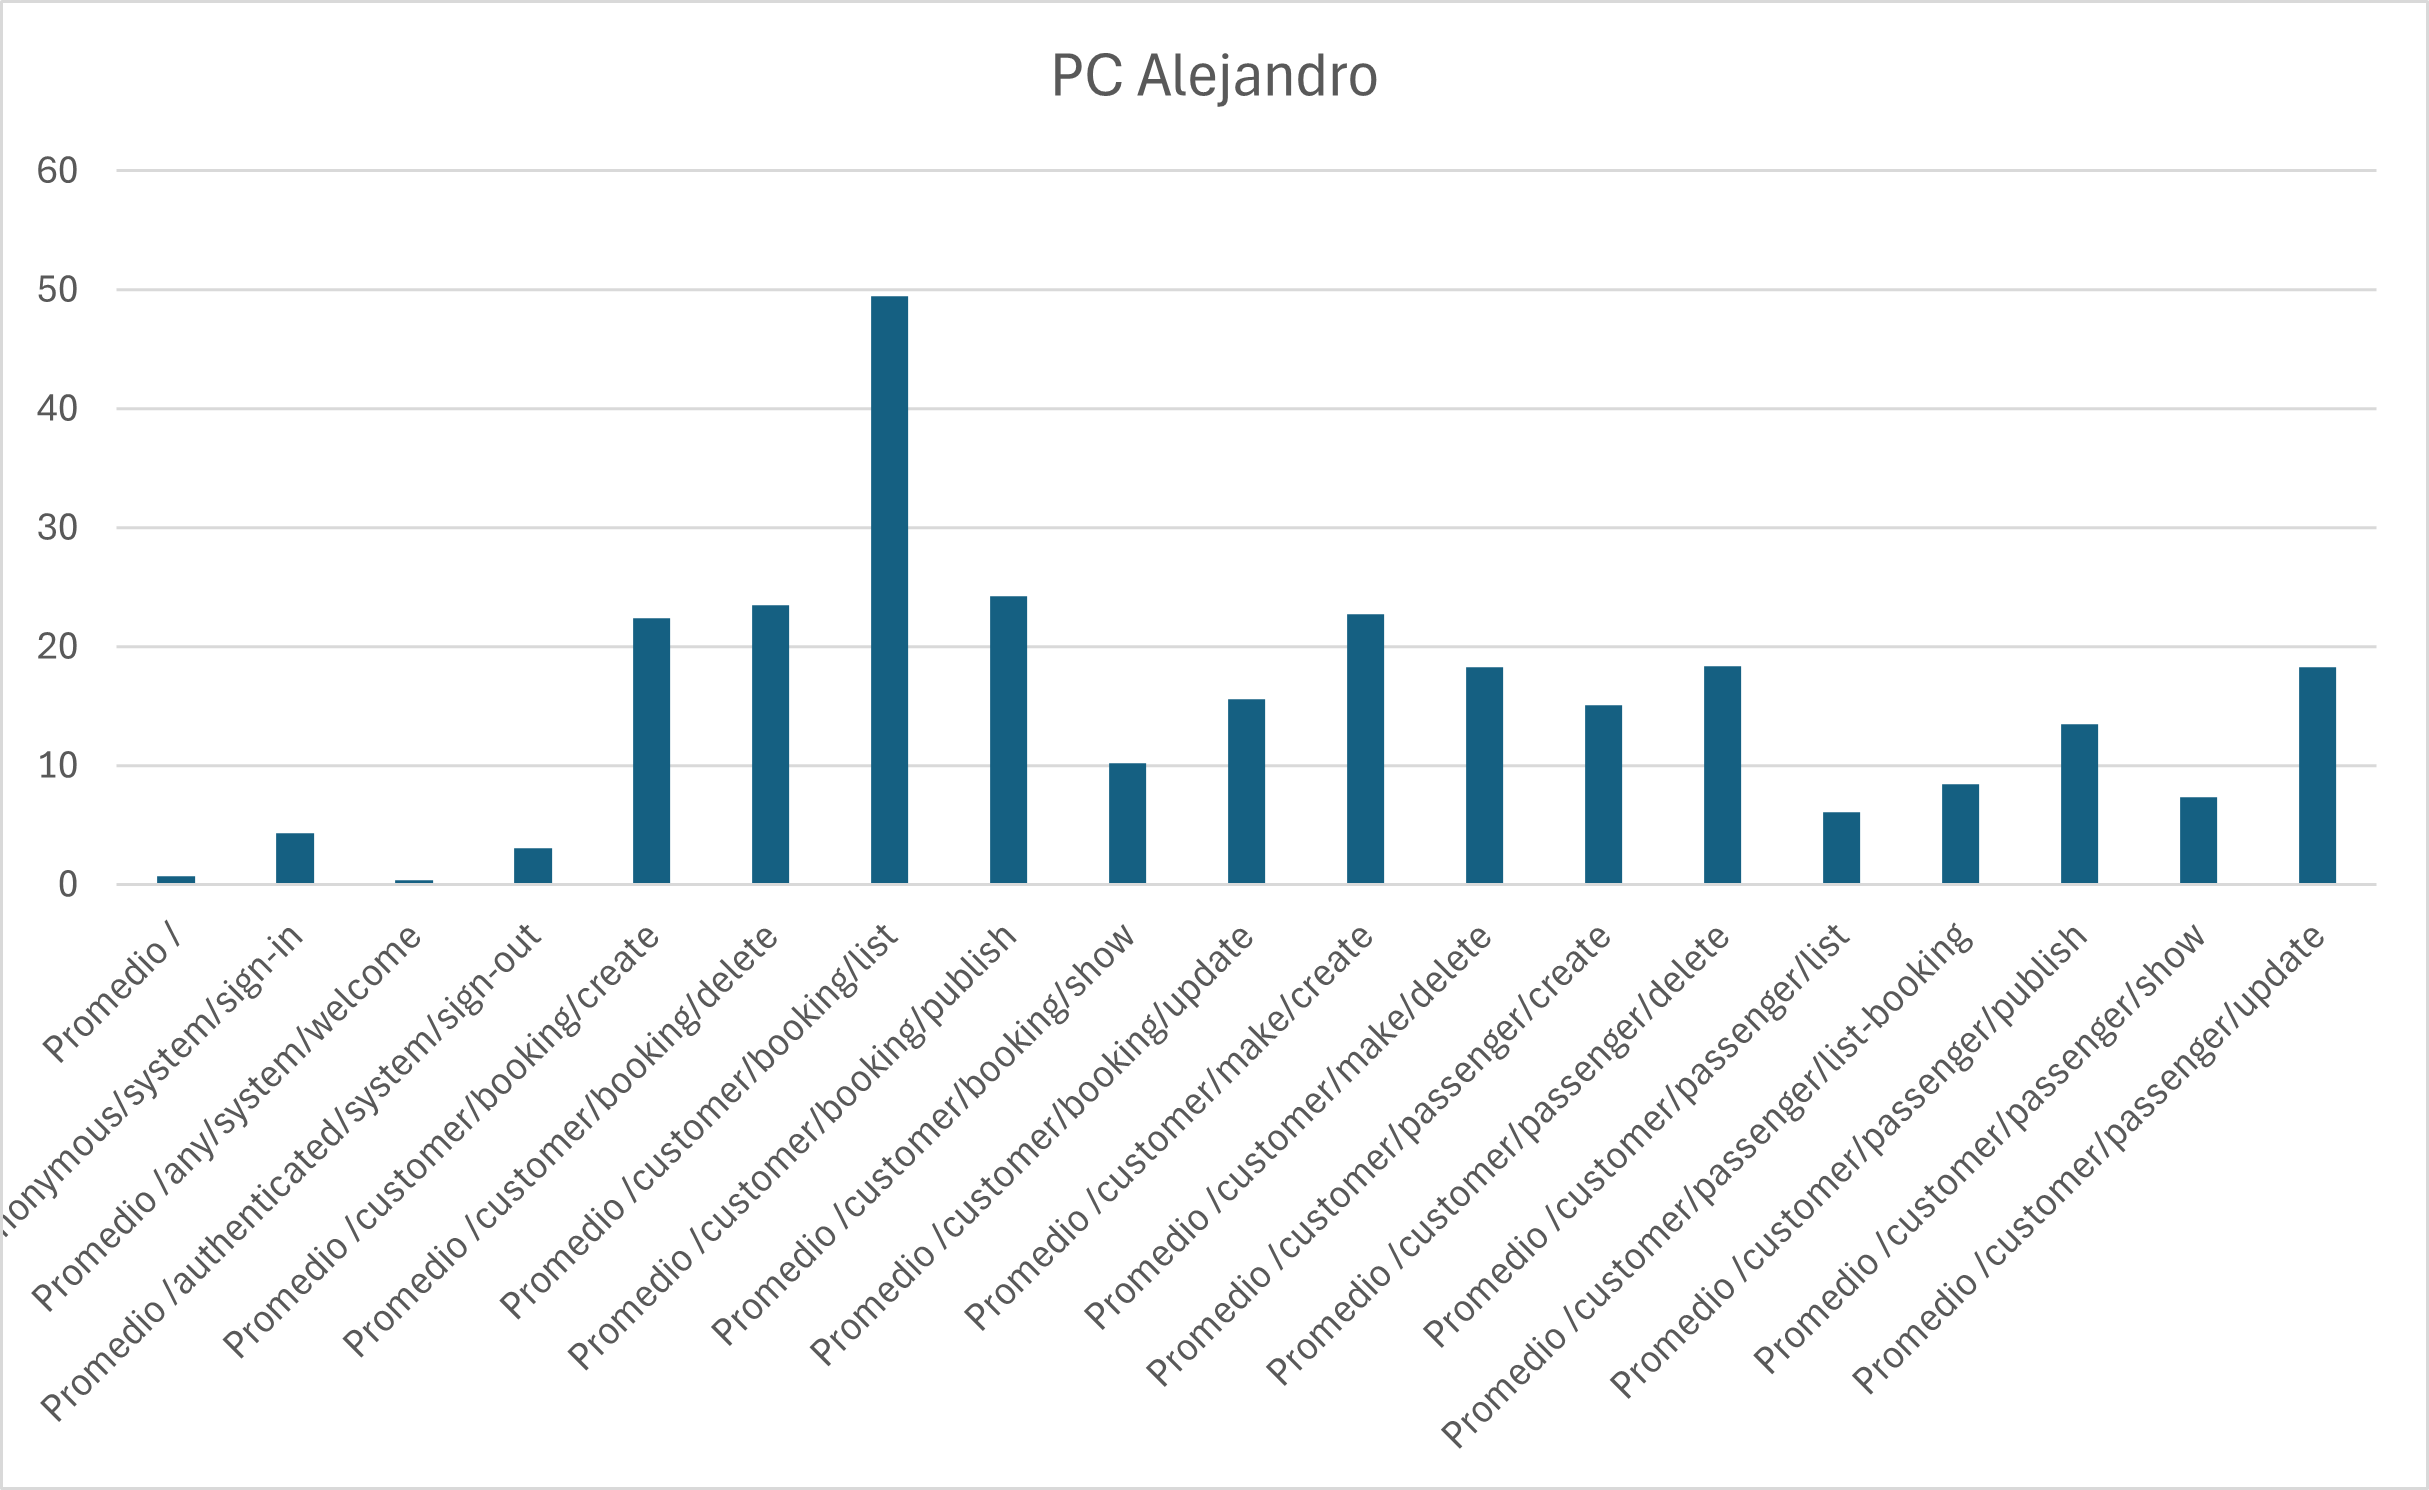 PC Alejandro
60
50
40
30
20
10
0
Promedio /
nonymous/system/sign-in
Promedio /any/system/welcome
Promedio /authenticated/system/sign-out
Promedio /customer/booking/create
Promedio /customer/booking/delete
Promedio /customer/booking/list
Promedio /customer/booking/publish
Promedio /customer/booking/show
Promedio /customer/booking/update
Promedio /customer/make/create
Promedio /customer/make/delete
Promedio /customer/passenger/create
Promedio /customer/passenger/delete
Promedio /customer/passenger/list
Promedio /customer/passenger/list-booking
Promedio /customer/passenger/publish
Promedio /customer/passenger/show
Promedio /customer/passenger/update